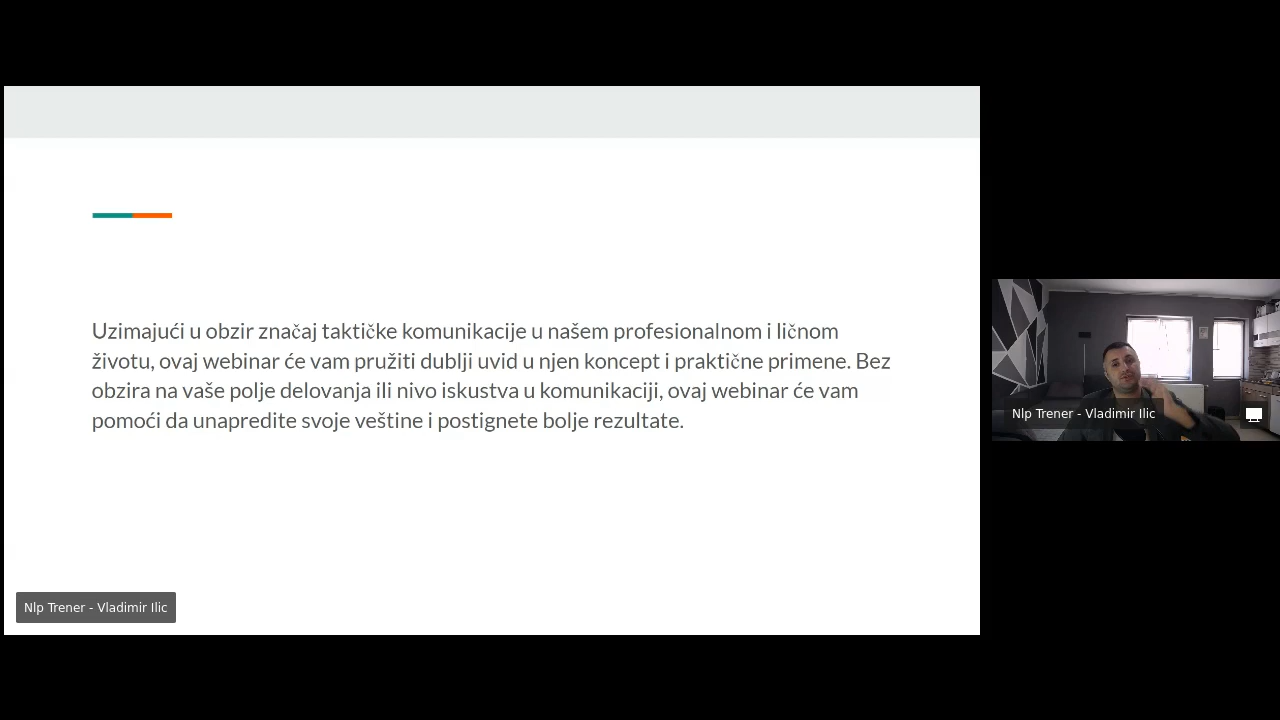 Uzimajući u obzir značaj taktičke komunikacije u našem profesionalnom i ličnom
životu, ovaj webinar će vam pružiti dublji uvid u njen koncept i praktične primene. Bez
obzira na vaše polje delovanja ili nivo iskustva u komunikaciji, ovaj webinar će vam
pomoći da unapredite svoje veštine i postignete bolje rezultate.
Nlp Trener - Vladimir Ilic
Nlp Trener - Vladimir Ilic